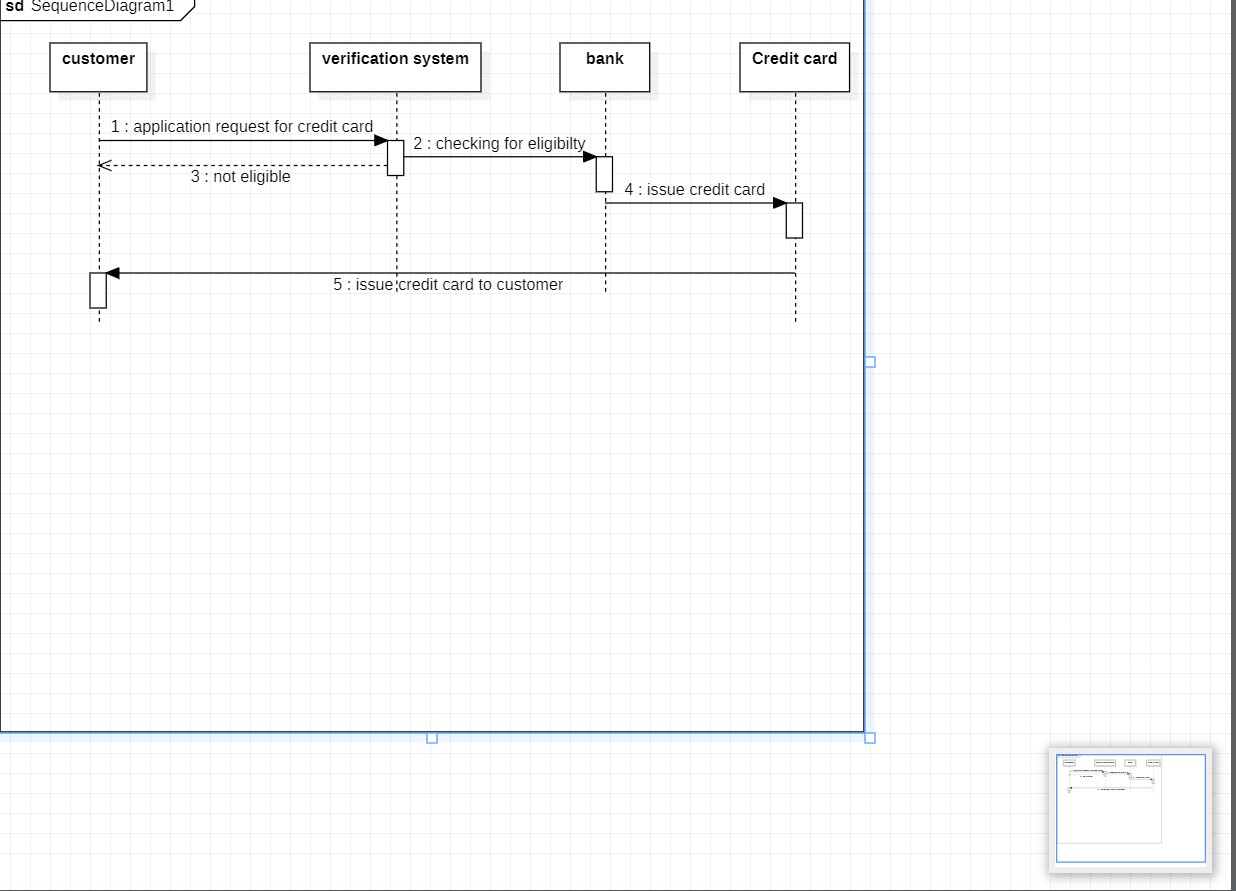 sd SequenceDiagram1
customer
verification system
bank
Credit card
1 : application request for credit card
2 : checking for eligibilty
3 : not eligible
4 : issue credit card
5 : issue credit card to customer